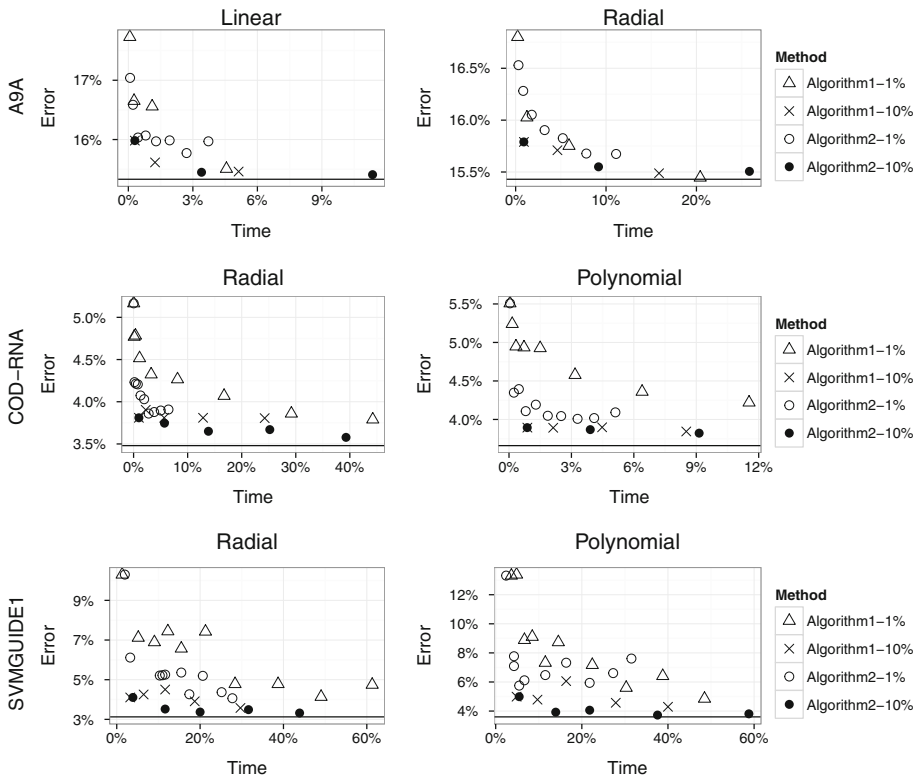 Linear
Radial
A9A
Error
17%
16%
0%
3%
6%
9%
Time
Error
16.5%
16.0%
15.5%
0%
10%
20%
Time
Method
Algorithm1−1%
Algorithm1−10%
Algorithm2−1%
Algorithm2−10%
Radial
Polynomial
COD−RNA
Error
5.0%
4.5%
4.0%
3.5%
0%
10%
20%
30%
40%
Time
Error
5.5%
5.0%
4.5%
4.0%
0%
3%
6%
9%
12%
Time
Method
Algorithm1−1%
Algorithm1−10%
Algorithm2−1%
Algorithm2−10%
Radial
Polynomial
SVMGUIDE1
Error
9%
7%
5%
3%
0%
20%
40%
60%
Time
Error
12%
10%
8%
6%
4%
0%
20%
40%
60%
Time
Method
Algorithm1−1%
Algorithm1−10%
Algorithm2−1%
Algorithm2−10%